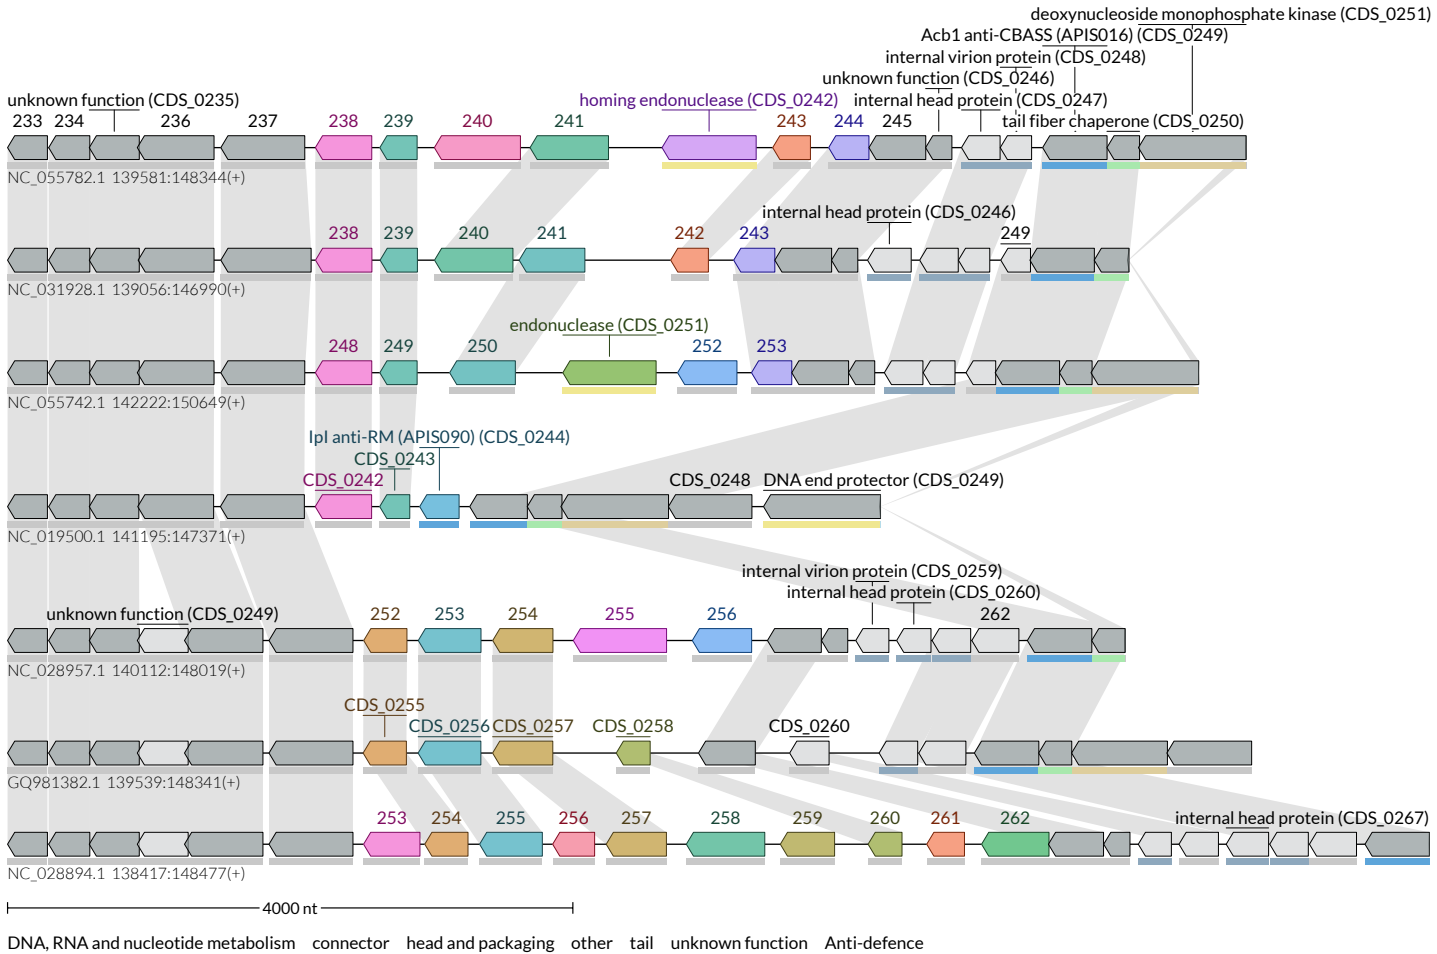 deoxynucleoside monophosphate kinase (CDS_0251)
Acb1 anti-CBASS (APIS016) (CDS_0249)
internal virion protein (CDS_0248)
unknown function (CDS_0246)
unknown function (CDS_0235) homing endonuclease (CDS_0242) internal head protein (CDS_0247)
233 234 236 237 238 239 240 241 243 244 245 tail fiber chaperone (CDS_0250)
NC_055782.1 139581:148344(+)
internal head protein (CDS_0246)
238 239 240 241 242 243 249
NC_031928.1 139056:146990(+)
endonuclease (CDS_0251)
248 249 250 252 253
NC_055742.1 142222:150649(+)
Ipl anti-RM (APIS090) (CDS_0244)
CDS_0243
CDS_0242 CDS_0248 DNA end protector (CDS_0249)
NC_019500.1 141195:147371(+)
internal virion protein (CDS_0259)
internal head protein (CDS_0260)
unknown function (CDS_0249) 252 253 254 255 256 262
NC_028957.1 140112:148019(+)
CDS_0255
CDS_0256 CDS_0257 CDS_0258 CDS_0260
GQ981382.1 139539:148341(+)
253 254 255 256 257 258 259 260 261 262 internal head protein (CDS_0267)
NC_028894.1 138417:148477(+)
4000 nt
DNA, RNA and nucleotide metabolism connector head and packaging other tail unknown function Anti-defence